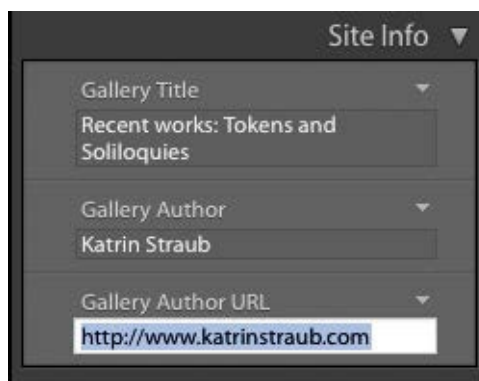 Site Info
Gallery Title
Recent works: Tokens and
Soliloquies
Gallery Author
Katrin Straub
Gallery Author URL
http://www.katrinstraub.com